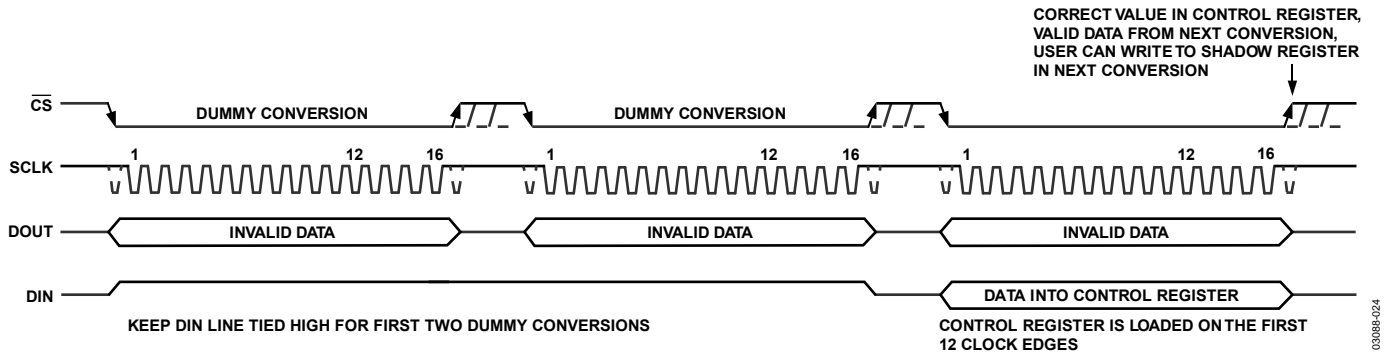 CORRECT VALUE IN CONTROL REGISTER,
VALID DATA FROM NEXT CONVERSION,
USER CAN WRITE TO SHADOW REGISTER
IN NEXT CONVERSION
CS
DUMMY CONVERSION
DUMMY CONVERSION
SCLK
1
12
16
1
12
16
1
12
16
DOUT
INVALID DATA
INVALID DATA
INVALID DATA
DIN
DATA INTO CONTROL REGISTER
KEEP DIN LINE TIED HIGH FOR FIRST TWO DUMMY CONVERSIONS
CONTROL REGISTER IS LOADED ON THE FIRST
12 CLOCK EDGES
03088-024